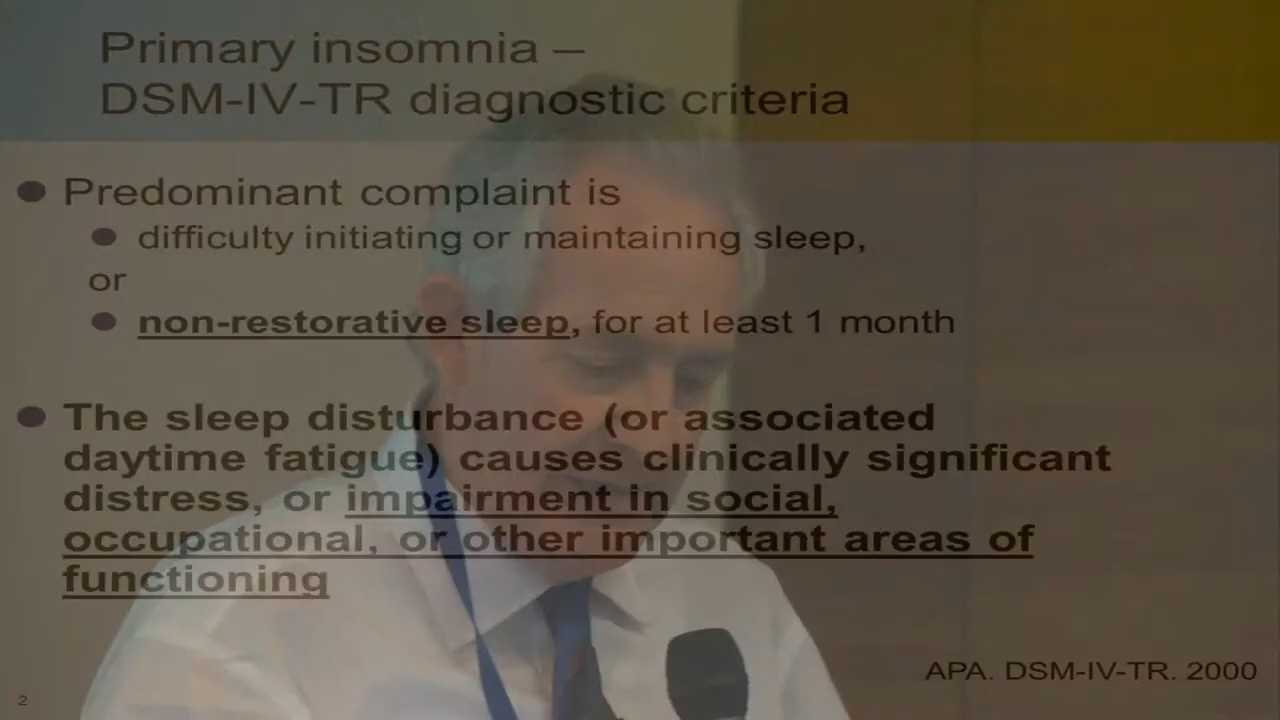 Primary insomnia –
DSM-IV-TR diagnostic criteria
● Predominant complaint is
● difficulty initiating or maintaining sleep,
or
● non-restorative sleep, for at least 1 month
● The sleep disturbance (or associated
daytime fatigue) causes clinically significant
distress, or impairment in social,
occupational, or other important areas of
functioning
APA. DSM-IV-TR. 2000
2